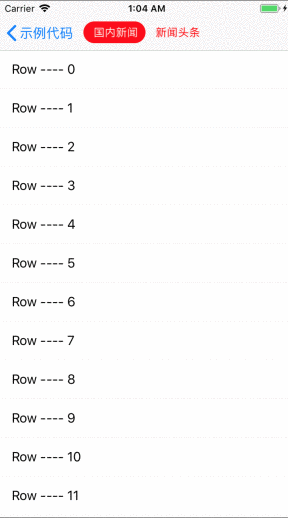 Carrier 1:04 AM
示例代码 国内新闻 新闻头条
Row ---- 0
Row ---- 1
Row ---- 2
Row ---- 3
Row ---- 4
Row ---- 5
Row ---- 6
Row ---- 7
Row ---- 8
Row ---- 9
Row ---- 10
Row ---- 11